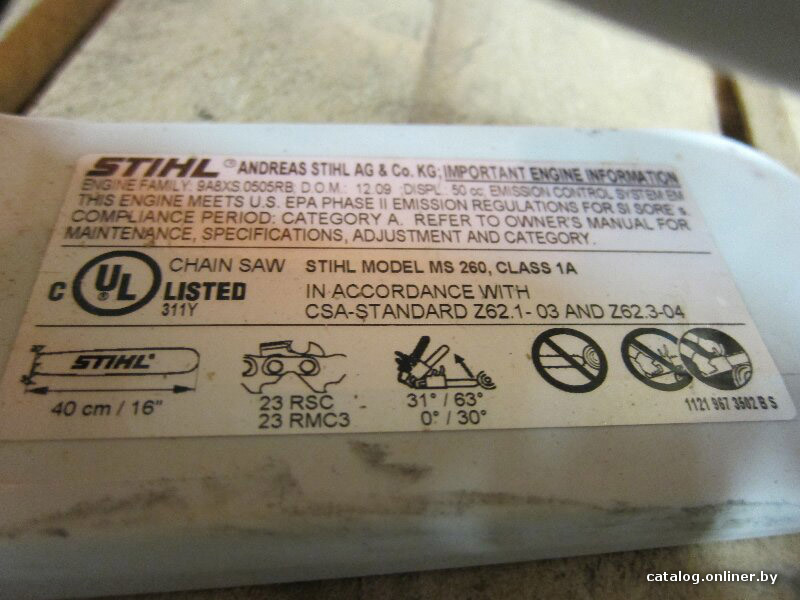 STIHL ® ANDREAS STIHL AG & Co. KG; IMPORTANT ENGINE INFORMATION
ENGINE FAMILY: 9A8XS.0505RB; D.O.M.: 12.09 ;DISPL.: 50 cc, EMISSION CONTROL SYSTEM:EM
THIS ENGINE MEETS U.S. EPA PHASE II EMISSION REGULATIONS FOR SI SORE s.
COMPLIANCE PERIOD: CATEGORY A. REFER TO OWNER'S MANUAL FOR
MAINTENANCE, SPECIFICATIONS, ADJUSTMENT AND CATEGORY.
C UL ® LISTED
311Y
CHAIN SAW STIHL MODEL MS 260, CLASS 1A
IN ACCORDANCE WITH
CSA-STANDARD Z62.1- 03 AND Z62.3-04
STIHL®
40 cm / 16"
23 RSC
23 RMC3
31° / 63°
0° / 30°
1121 967 3502 B S
catalog.onliner.by